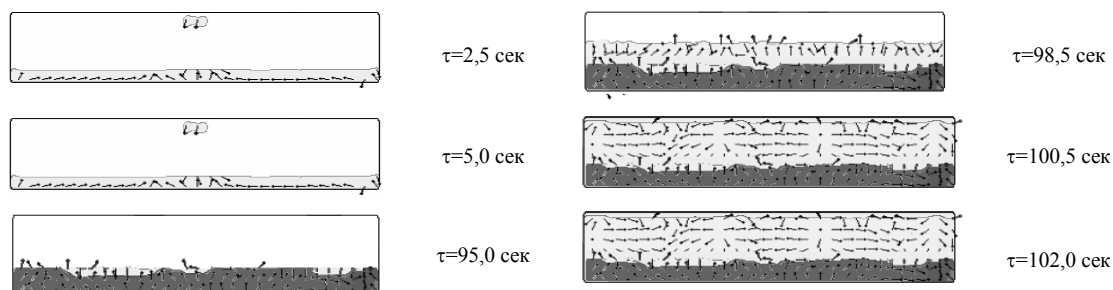 τ=2,5 сек
τ=5,0 сек
τ=95,0 сек
τ=98,5 сек
τ=100,5 сек
τ=102,0 сек